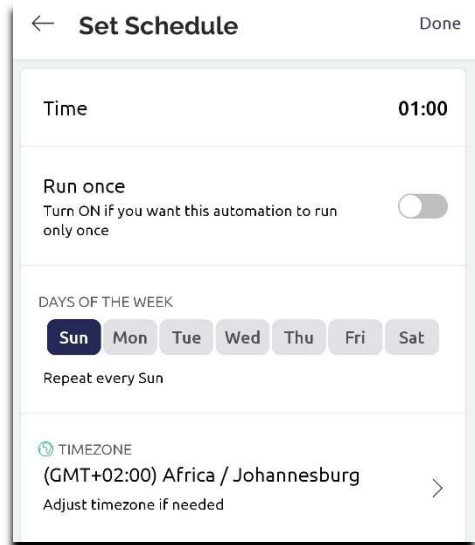 Set Schedule Done
Time 01:00
Run once
Turn ON if you want this automation to run
only once
DAYS OF THE WEEK
Sun Mon Tue Wed Thu Fri Sat
Repeat every Sun
TIMEZONE
(GMT+02:00) Africa / Johannesburg
Adjust timezone if needed